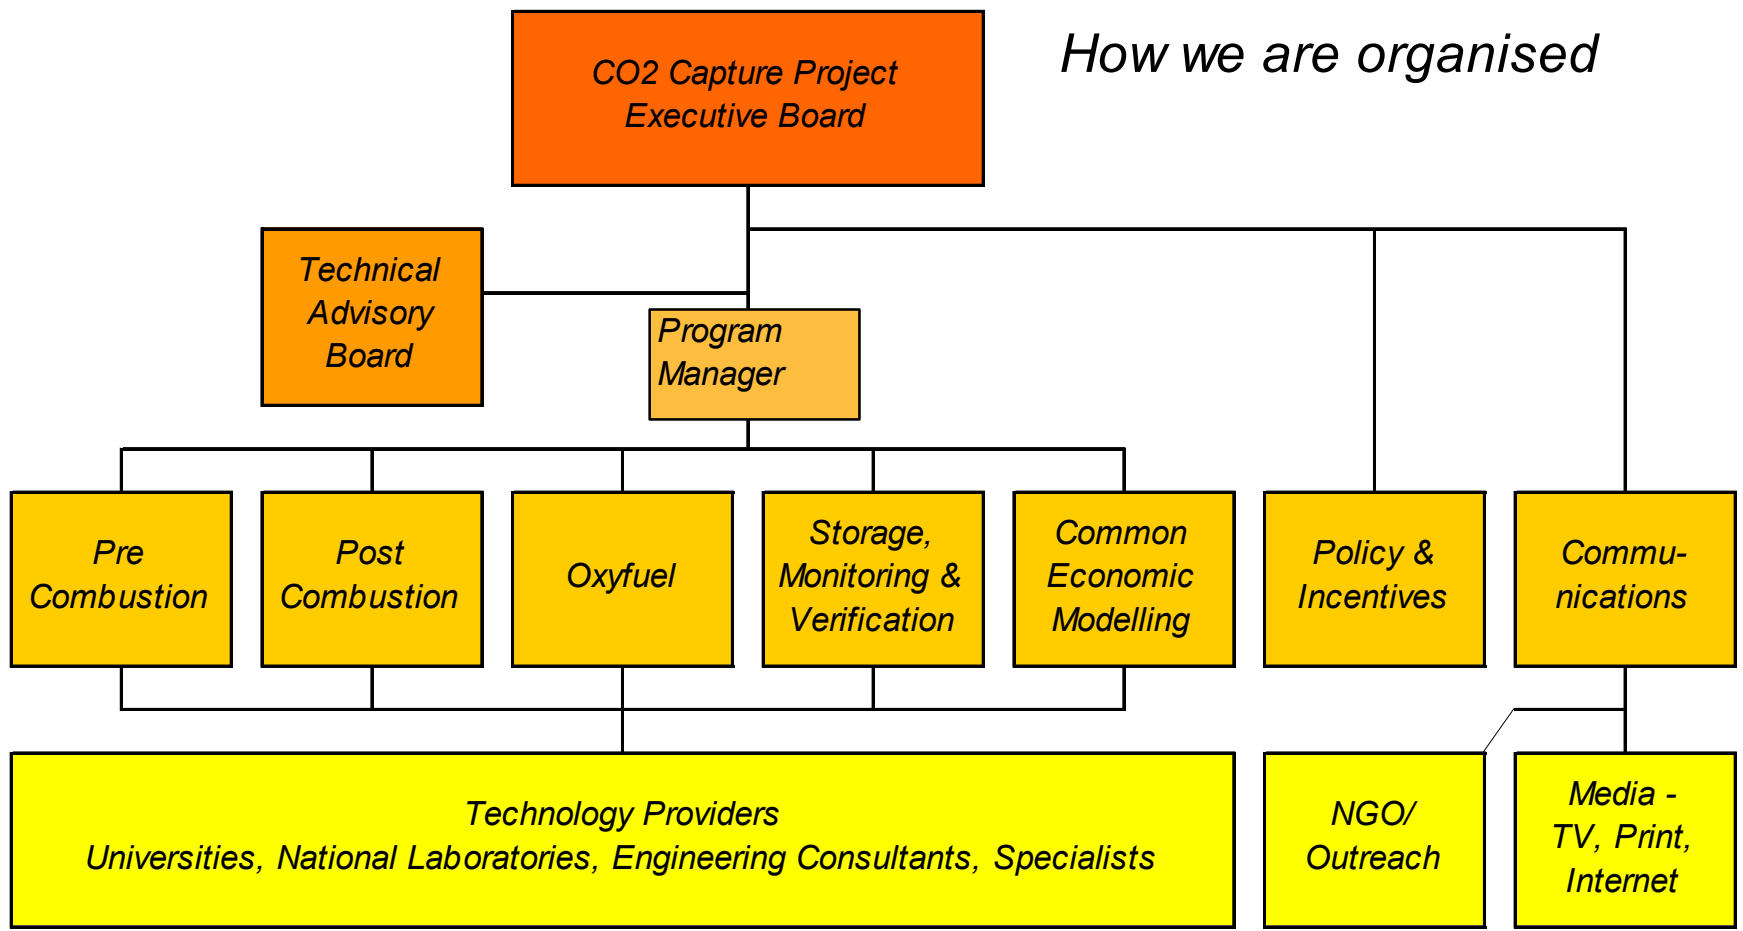 How we are organised
CO2 Capture Project
Executive Board
Technical
Advisory
Board
Program
Manager
Pre
Combustion
Post
Combustion
Oxyfuel
Storage,
Monitoring &
Verification
Common
Economic
Modelling
Policy &
Incentives
Commu-
nications
Technology Providers
Universities, National Laboratories, Engineering Consultants, Specialists
NGO/
Outreach
Media -
TV, Print,
Internet